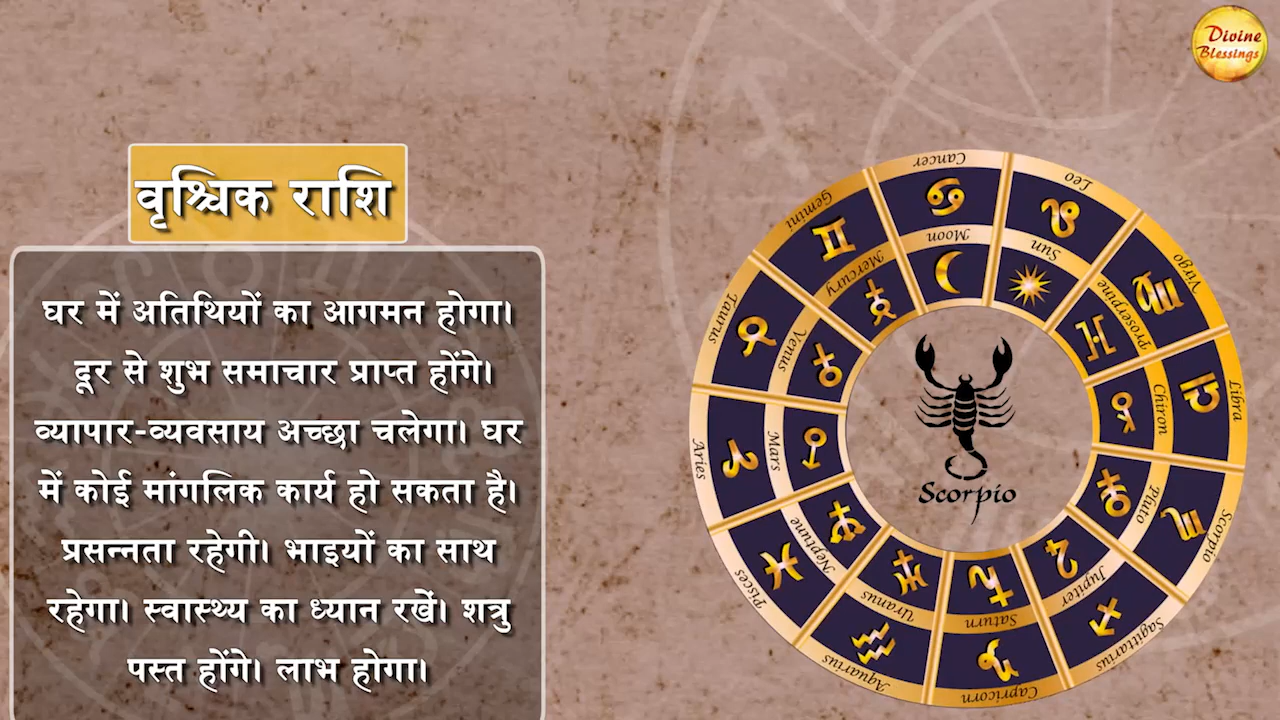 Divine
Blessings
वृश्चिक राशि
घर में अतिथियों का आगमन होगा।
दूर से शुभ समाचार प्राप्त होंगे।
व्यापार-व्यवसाय अच्छा चलेगा। घर
में कोई मांगलिक कार्य हो सकता है।
प्रसन्नता रहेगी। भाइयों का साथ
रहेगा। स्वास्थ्य का ध्यान रखें। शत्रु
पस्त होंगे। लाभ होगा।
Cancer
Leo
Virgo
Libra
Scorpio
Sagittarius
Capricorn
Aquarius
Pisces
Aries
Taurus
Gemini
Moon
Sun
Proserpine
Chiron
Pluto
Jupiter
Saturn
Uranus
Neptune
Mars
Venus
Mercury
Scorpio